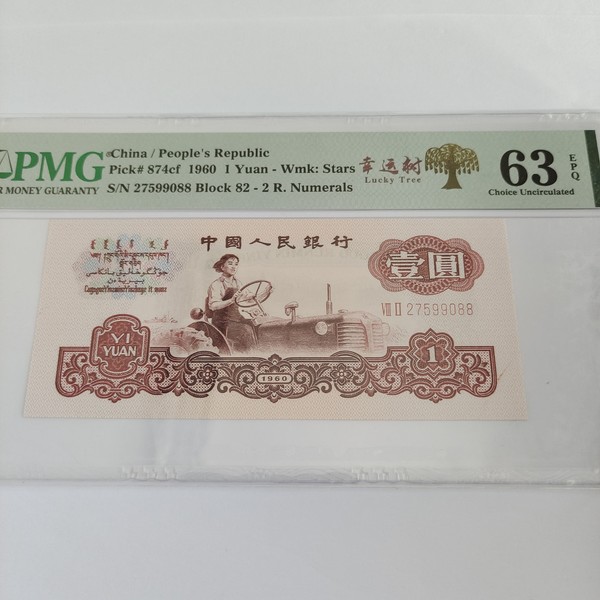 PMG
China / People's Republic
Pick# 874cf 1960 1 Yuan - Wmk: Stars
S/N 27599088 Block 82 - 2 R. Numerals
R MONEY GUARANTY
幸运树
Lucky Tree
63
EPQ
Choice Uncirculated
中國人民銀行
壹圓
VIII II 27599088
YI
YUAN
1960
1